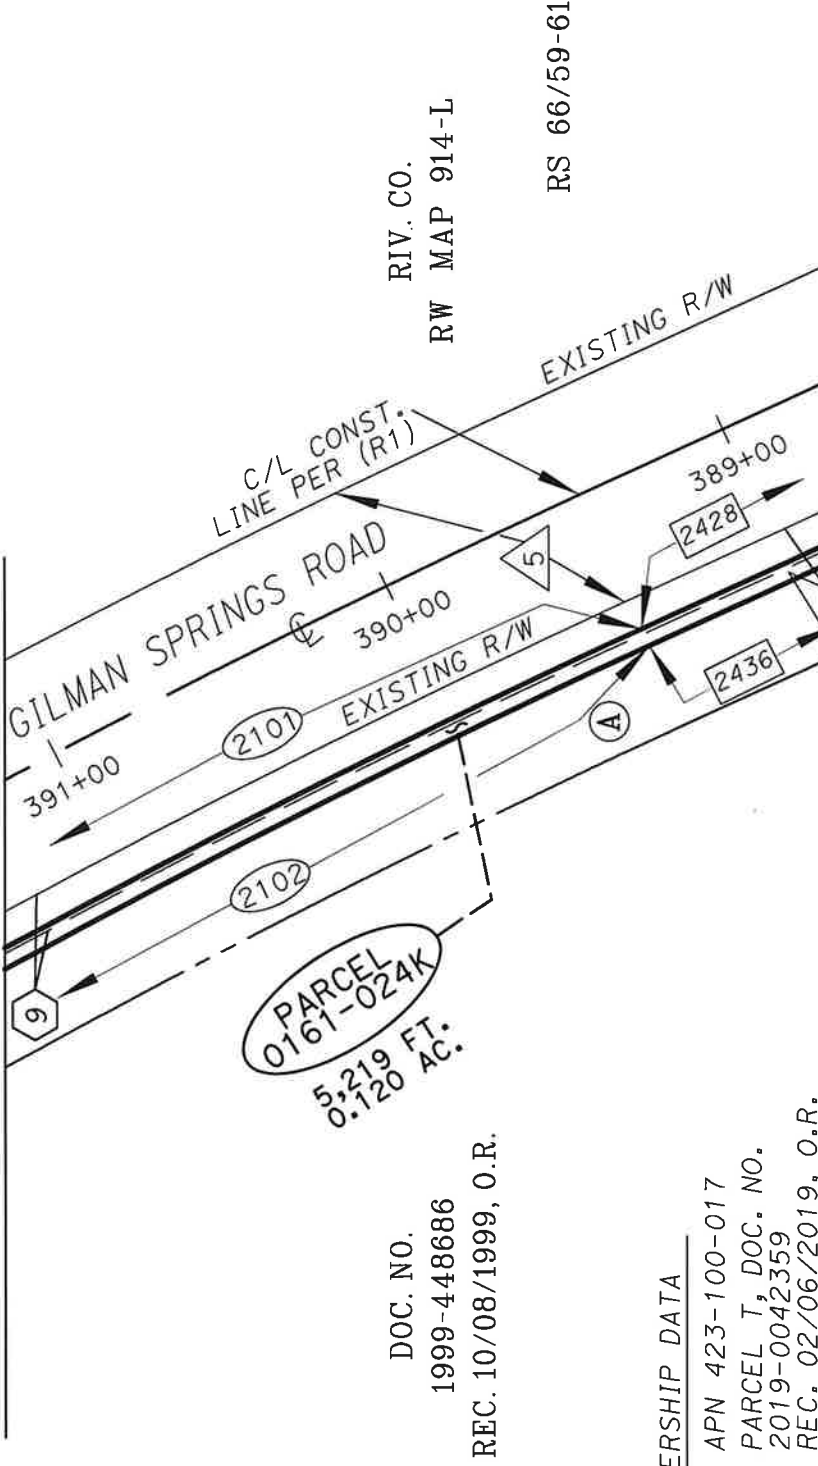 RIV. CO.
RW MAP 914-L
RS 66/59-61
EXISTING R/W
C/L CONST.
LINE PER (R1)
GILMAN SPRINGS ROAD
℄
389+00
390+00
391+00
5
2428
2436
EXISTING R/W
2101
2102
A
9
PARCEL
0161-024K
5,219 FT.
0.120 AC.
DOC. NO.
1999-448686
REC. 10/08/1999, O.R.
ERSHIP DATA
APN 423-100-017
PARCEL T, DOC. NO.
2019-0042359
REC. 02/06/2019, O.R.